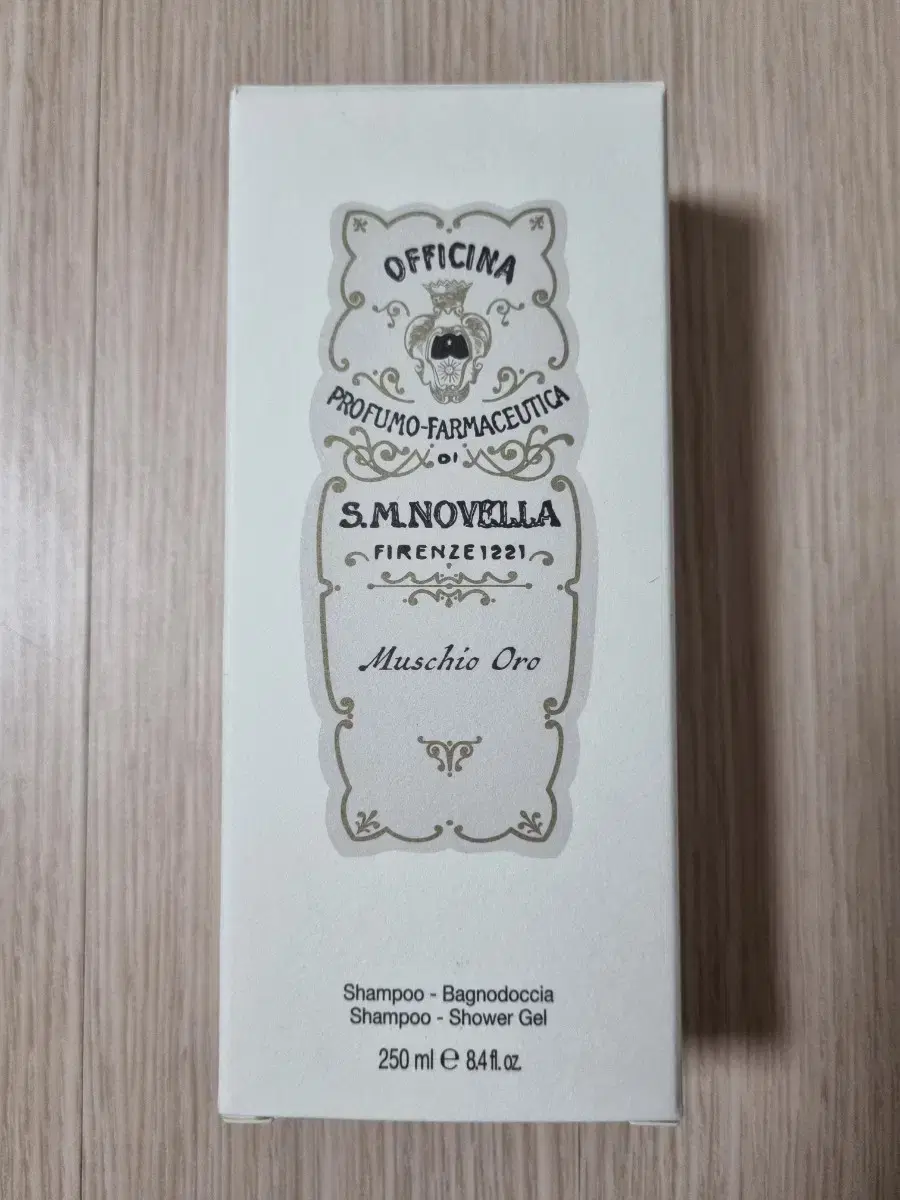 OFFICINA
PROFUMO-FARMACEUTICA
DI
S.M.NOVELLA
FIRENZE 1221
Muschio Oro
Shampoo - Bagnodoccia
Shampoo - Shower Gel
250 ml ℮ 8.4 fl. oz.